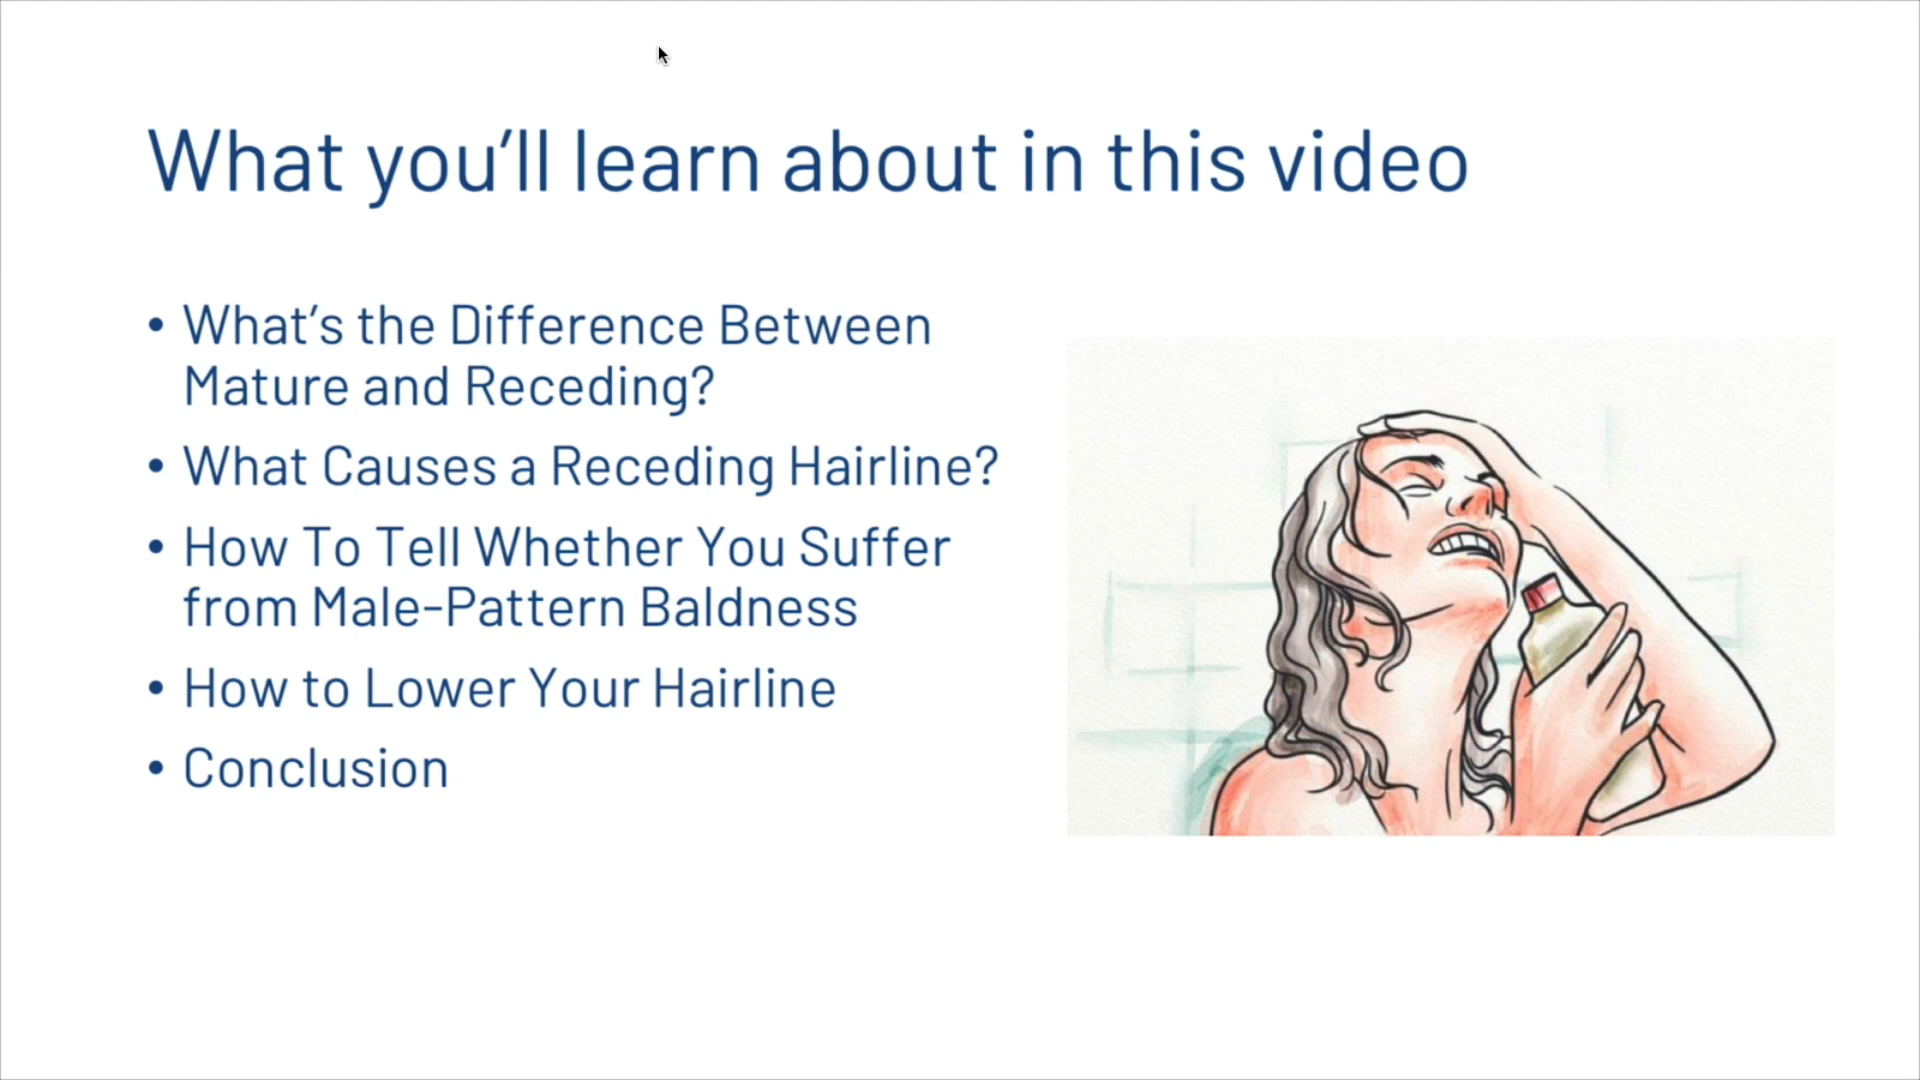 What you’ll learn about in this video
• What’s the Difference Between
Mature and Receding?
• What Causes a Receding Hairline?
• How To Tell Whether You Suffer
from Male-Pattern Baldness
• How to Lower Your Hairline
• Conclusion